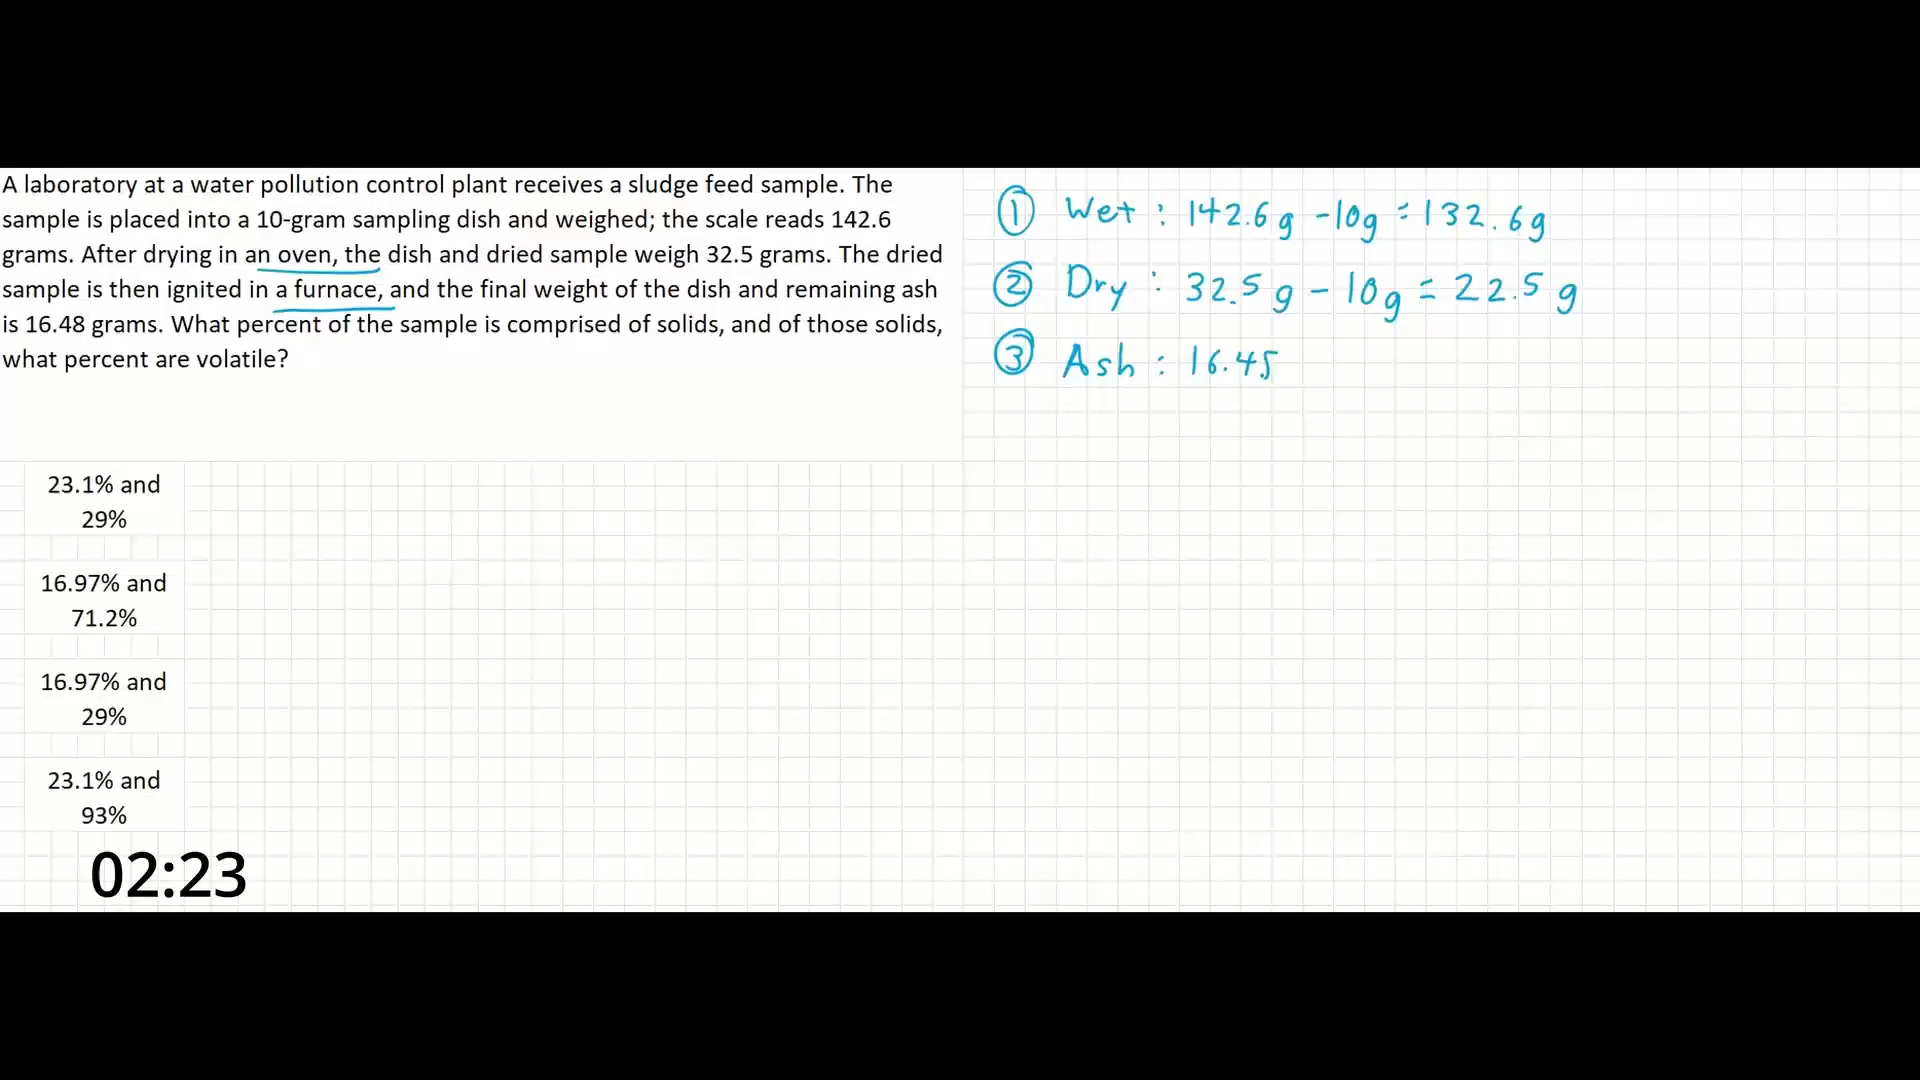 A laboratory at a water pollution control plant receives a sludge feed sample. The
sample is placed into a 10-gram sampling dish and weighed; the scale reads 142.6
grams. After drying in an oven, the dish and dried sample weigh 32.5 grams. The dried
sample is then ignited in a furnace, and the final weight of the dish and remaining ash
is 16.48 grams. What percent of the sample is comprised of solids, and of those solids,
what percent are volatile?
① Wet : 142.6g -10g = 132.6g
② Dry : 32.5g - 10g = 22.5g
③ Ash : 16.45
23.1% and
29%
16.97% and
71.2%
16.97% and
29%
23.1% and
93%
02:23